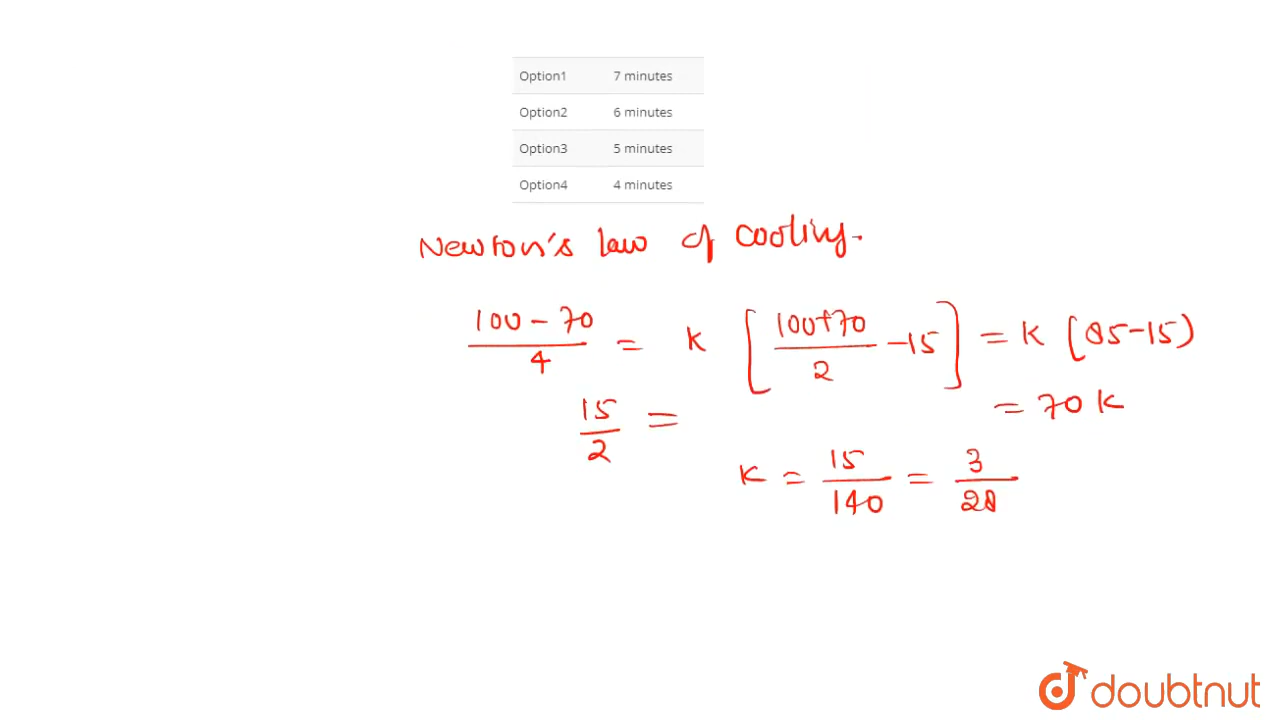 Option1 7 minutes
Option2 6 minutes
Option3 5 minutes
Option4 4 minutes
Newton's law of cooling.
100 - 70 / 4 = K [ 100+70 / 2 - 15 ] = K [85-15)
15 / 2 = = 70 K
K = 15 / 140 = 3 / 28
doubtnut